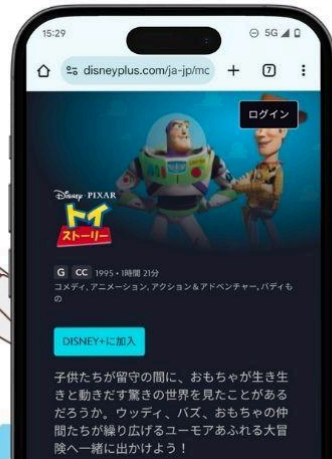 15:29
5G
disneyplus.com/ja-jp/mc
7
ログイン
Disney・PIXAR
トイ
ストーリー
G CC 1995・1時間 21分
コメディ, アニメーション, アクション＆アドベンチャー, バディも
の
DISNEY+に加入
子供たちが留守の間に、おもちゃが生き生
きと動きだす驚きの世界を見たことがある
だろうか。ウッディ、バズ、おもちゃの仲
間たちが繰り広げるユーモアあふれる大冒
険へ一緒に出かけよう！